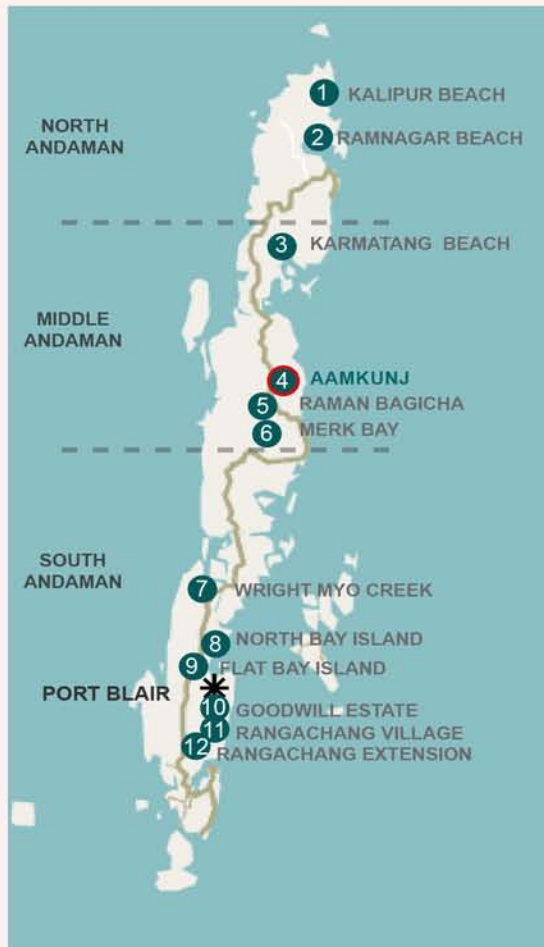 1 KALIPUR BEACH
NORTH
ANDAMAN
2 RAMNAGAR BEACH
3 KARMATANG BEACH
MIDDLE
ANDAMAN
4 AAMKUNJ
5 RAMAN BAGICHA
6 MERK BAY
SOUTH
ANDAMAN
7 WRIGHT MYO CREEK
8 NORTH BAY ISLAND
9 FLAT BAY ISLAND
PORT BLAIR
10 GOODWILL ESTATE
11 RANGACHANG VILLAGE
12 RANGACHANG EXTENSION